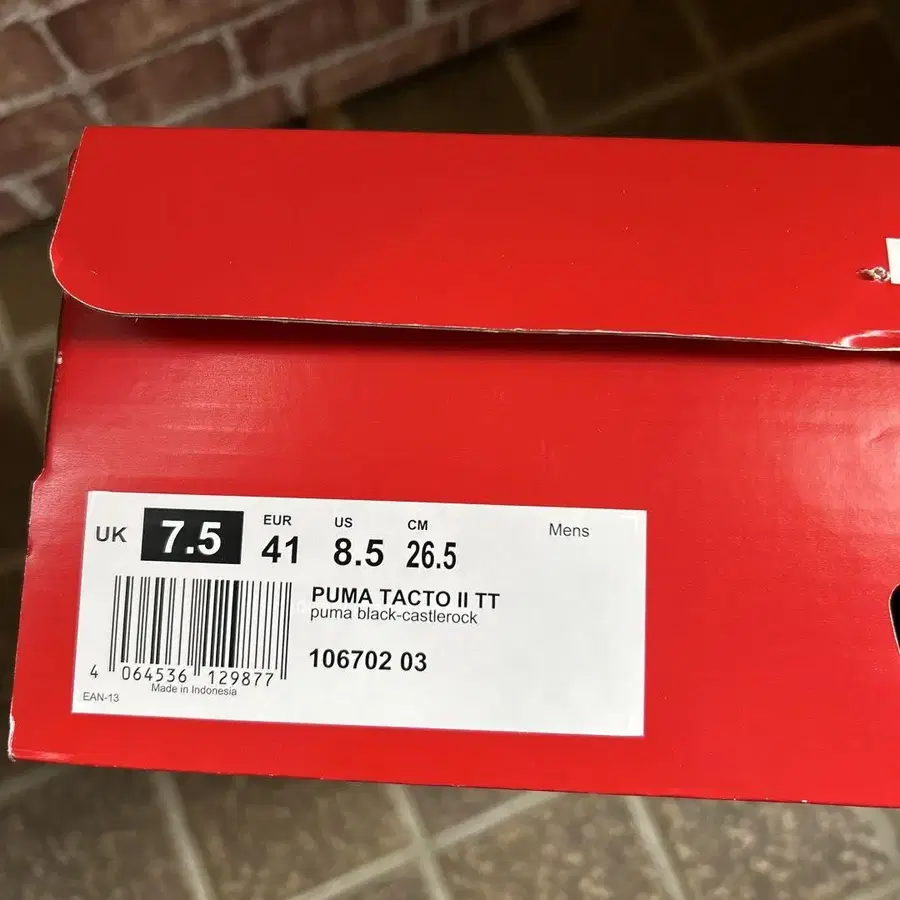 UK 7.5 EUR 41 US 8.5 CM 26.5 Mens
PUMA TACTO II TT
puma black-castlerock
106702 03
4 064536 129877
Made in Indonesia
EAN-13